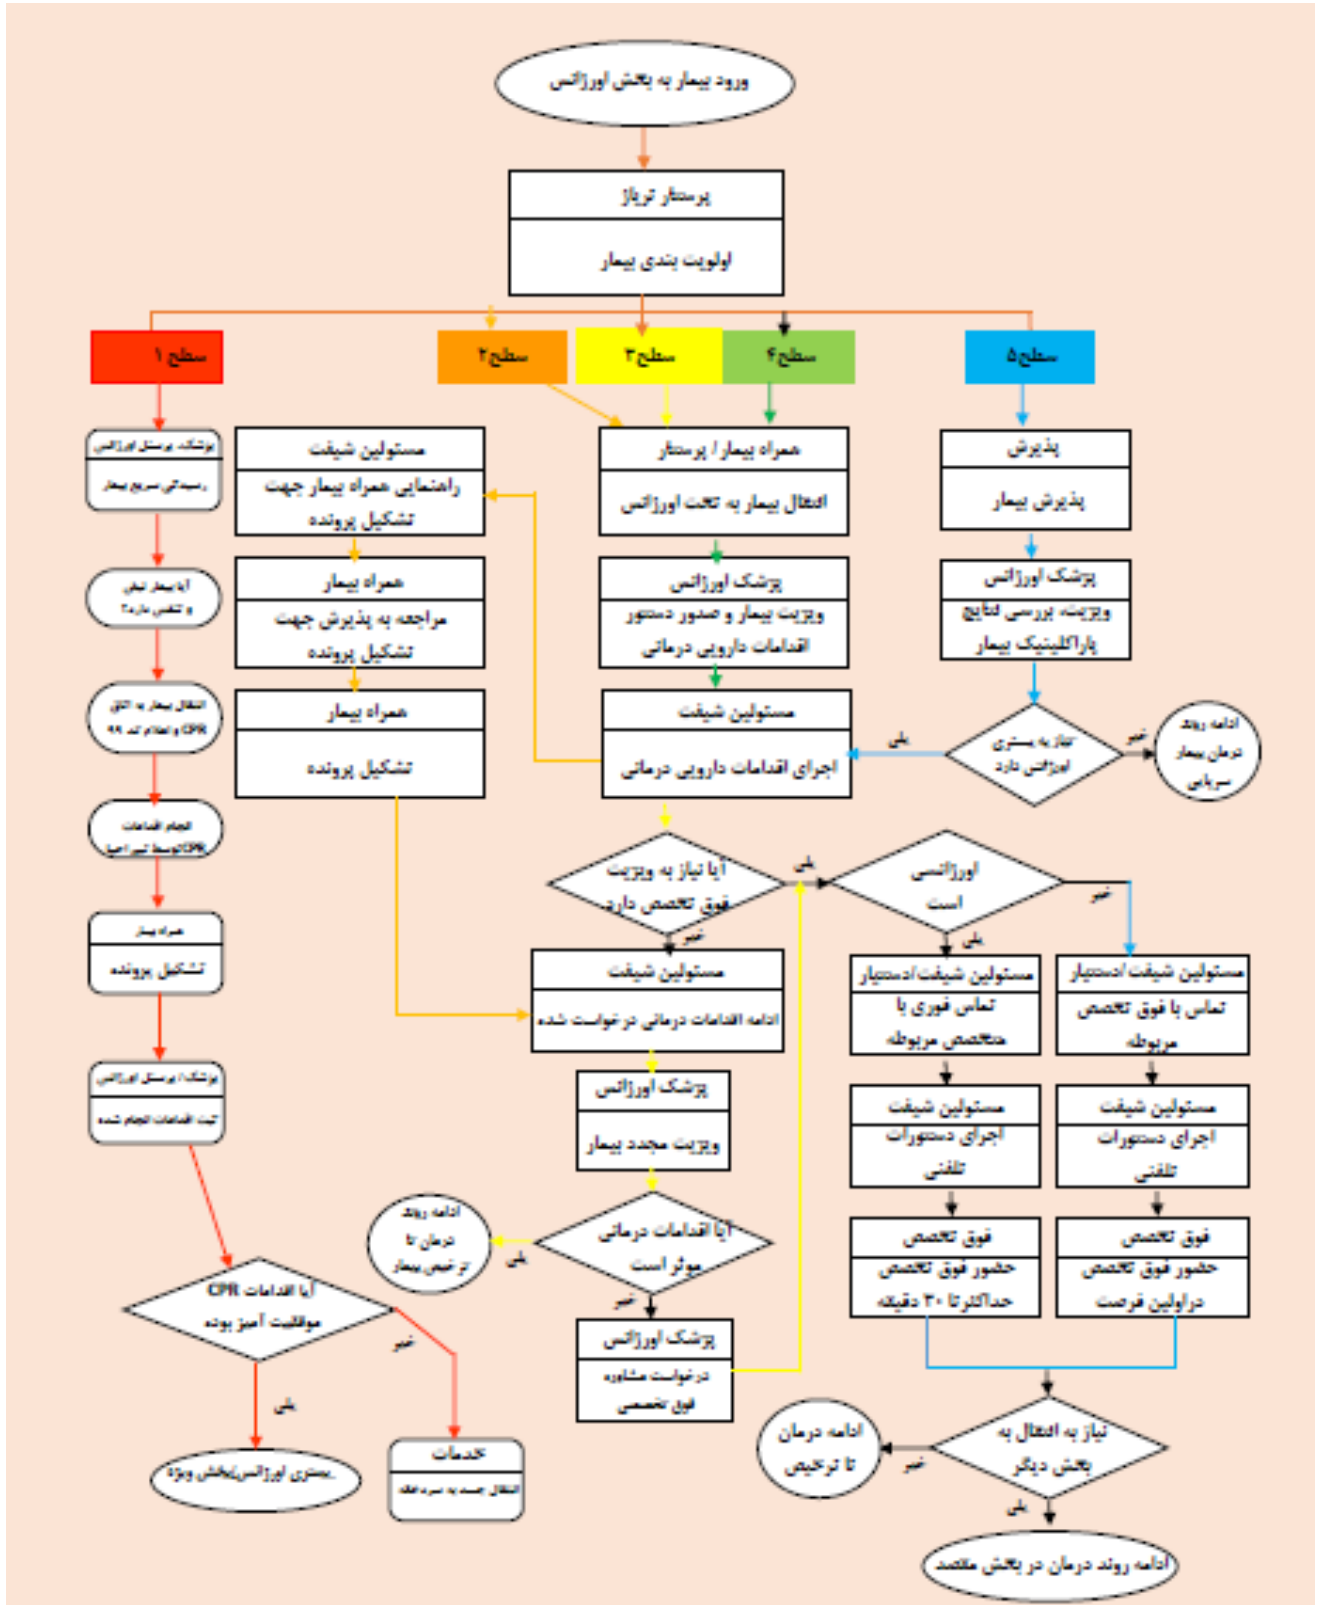 ورود بیمار به بخش اورژانس
پرستار تریاژ
اولویت بندی بیمار
سطح ۱
سطح۲
سطح۳
سطح۴
سطح۵
پزشک، پرسنل اورژانس
رسیدگی سریع بیمار
آیا بیمار نبض
و تنفس دارد؟
انتقال بیمار به اتاق
CPR و اعلام کد ۹۹
انجام اقدامات
CPRتوسط تیم احیا
همراه بیمار
تشکیل پرونده
پزشک/ پرسنل اورژانس
ثبت اقدامات انجام شده
آیا اقدامات CPR
موفقیت آمیز بوده
خیر
بلی
بستری اورژانس/بخش ویژه
خدمات
انتقال جسد به سردخانه
مسئولین شیفت
راهنمایی همراه بیمار جهت
تشکیل پرونده
همراه بیمار
مراجعه به پذیرش جهت
تشکیل پرونده
همراه بیمار
تشکیل پرونده
همراه بیمار / پرستار
انتقال بیمار به تخت اورژانس
پزشک اورژانس
ویزیت بیمار و صدور دستور
اقدامات دارویی درمانی
مسئولین شیفت
اجرای اقدامات دارویی درمانی
پذیرش
پذیرش بیمار
پزشک اورژانس
ویزیت، بررسی نتایج
پاراکلینیک بیمار
نیاز به بستری
اورژانس دارد
بلی
خیر
ادامه روند
درمان بیمار
سرپایی
آیا نیاز به ویزیت
فوق تخصص دارد
بلی
خیر
اورژانسی
است
خیر
بلی
مسئولین شیفت
ادامه اقدامات درمانی درخواست شده
پزشک اورژانس
ویزیت مجدد بیمار
آیا اقدامات درمانی
موثر است
بلی
خیر
ادامه روند
درمان تا
ترخیص بیمار
پزشک اورژانس
درخواست مشاوره
فوق تخصصی
مسئولین شیفت/دستیار
تماس فوری با
متخصص مربوطه
مسئولین شیفت
اجرای دستورات
تلفنی
فوق تخصص
حضور فوق تخصص
حداکثر تا ۳۰ دقیقه
مسئولین شیفت/دستیار
تماس با فوق تخصص
مربوطه
مسئولین شیفت
اجرای دستورات
تلفنی
فوق تخصص
حضور فوق تخصص
دراولین فرصت
نیاز به انتقال به
بخش دیگر
خیر
بلی
ادامه درمان
تا ترخیص
ادامه روند درمان در بخش مقصد